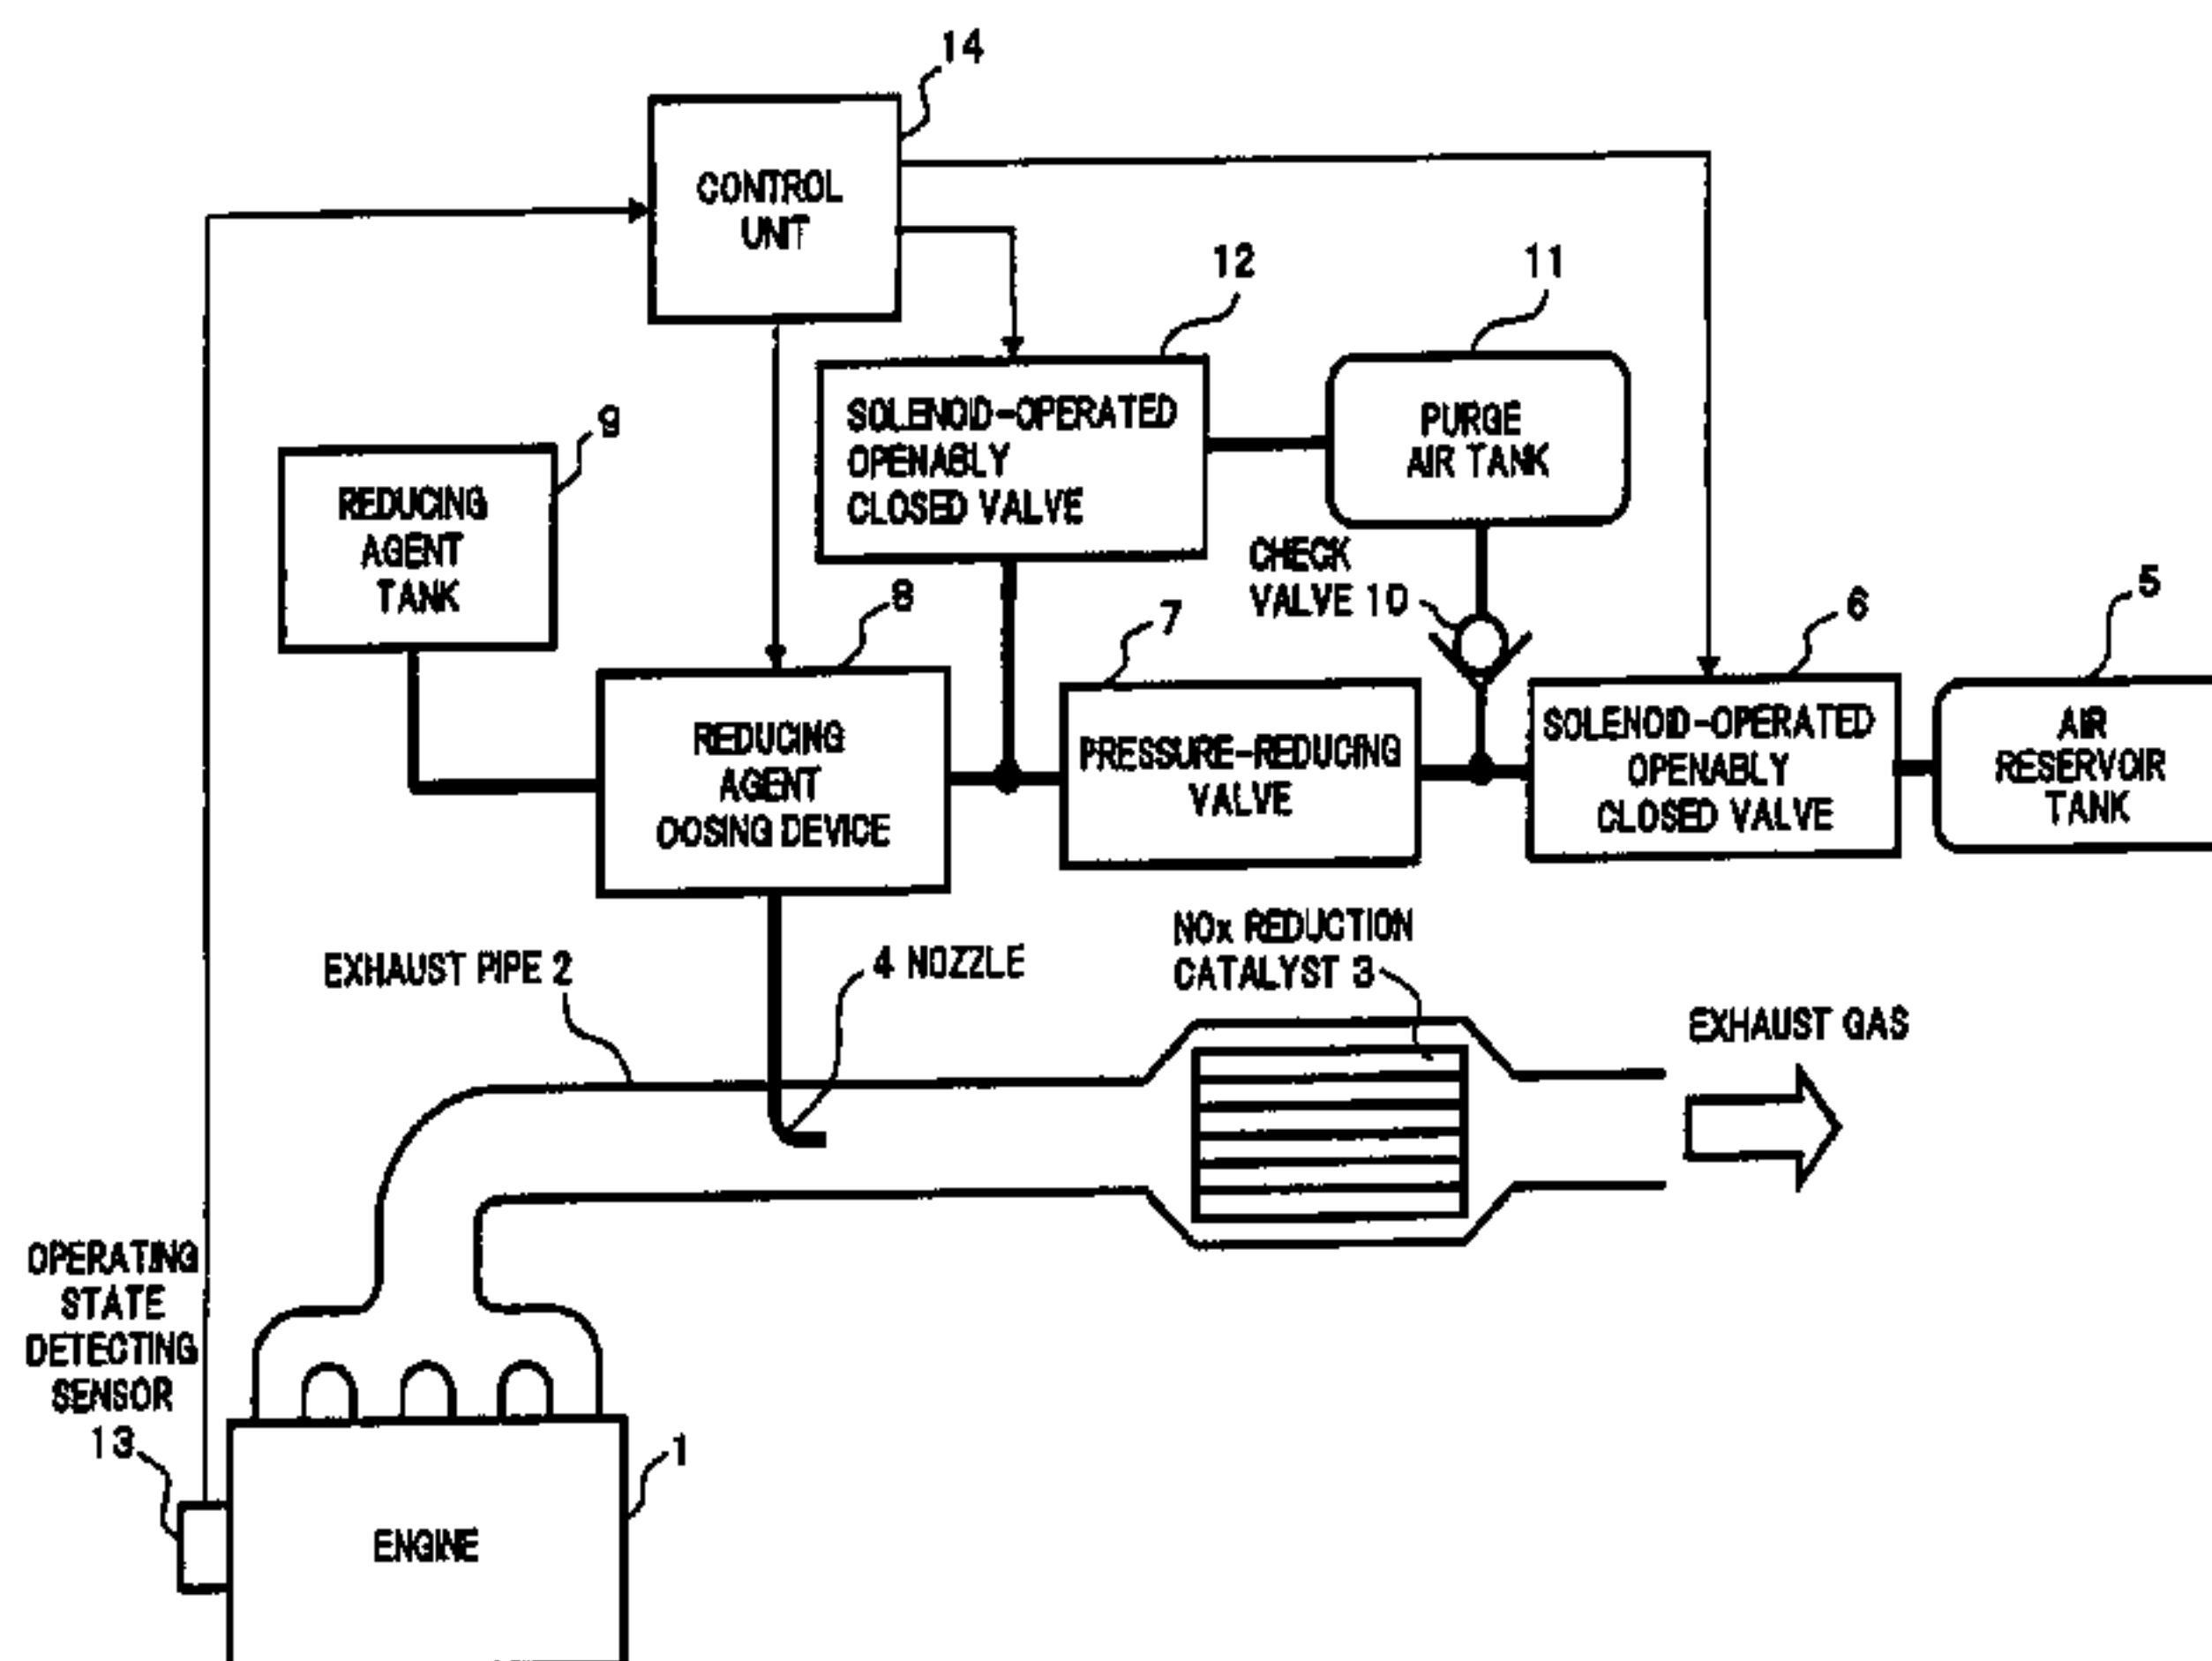 14
CONTROL
UNIT
12
11
SOLENOID-OPERATED
OPENABLY
CLOSED VALVE
PURGE
AIR TANK
9
REDUCING
AGENT
TANK
CHECK
VALVE 10
8
7
6
5
REDUCING
AGENT
OOSING DEVICE
PRESSURE-REDUCING
VALVE
SOLENOID-OPERATED
OPENABLY
CLOSED VALVE
AIR
RESERVOIR
TANK
EXHAUST PIPE 2
4 NOZZLE
NOx REDUCTION
CATALYST 3
EXHAUST GAS
OPERATING
STATE
DETECTING
SENSOR
13
1
ENGINE